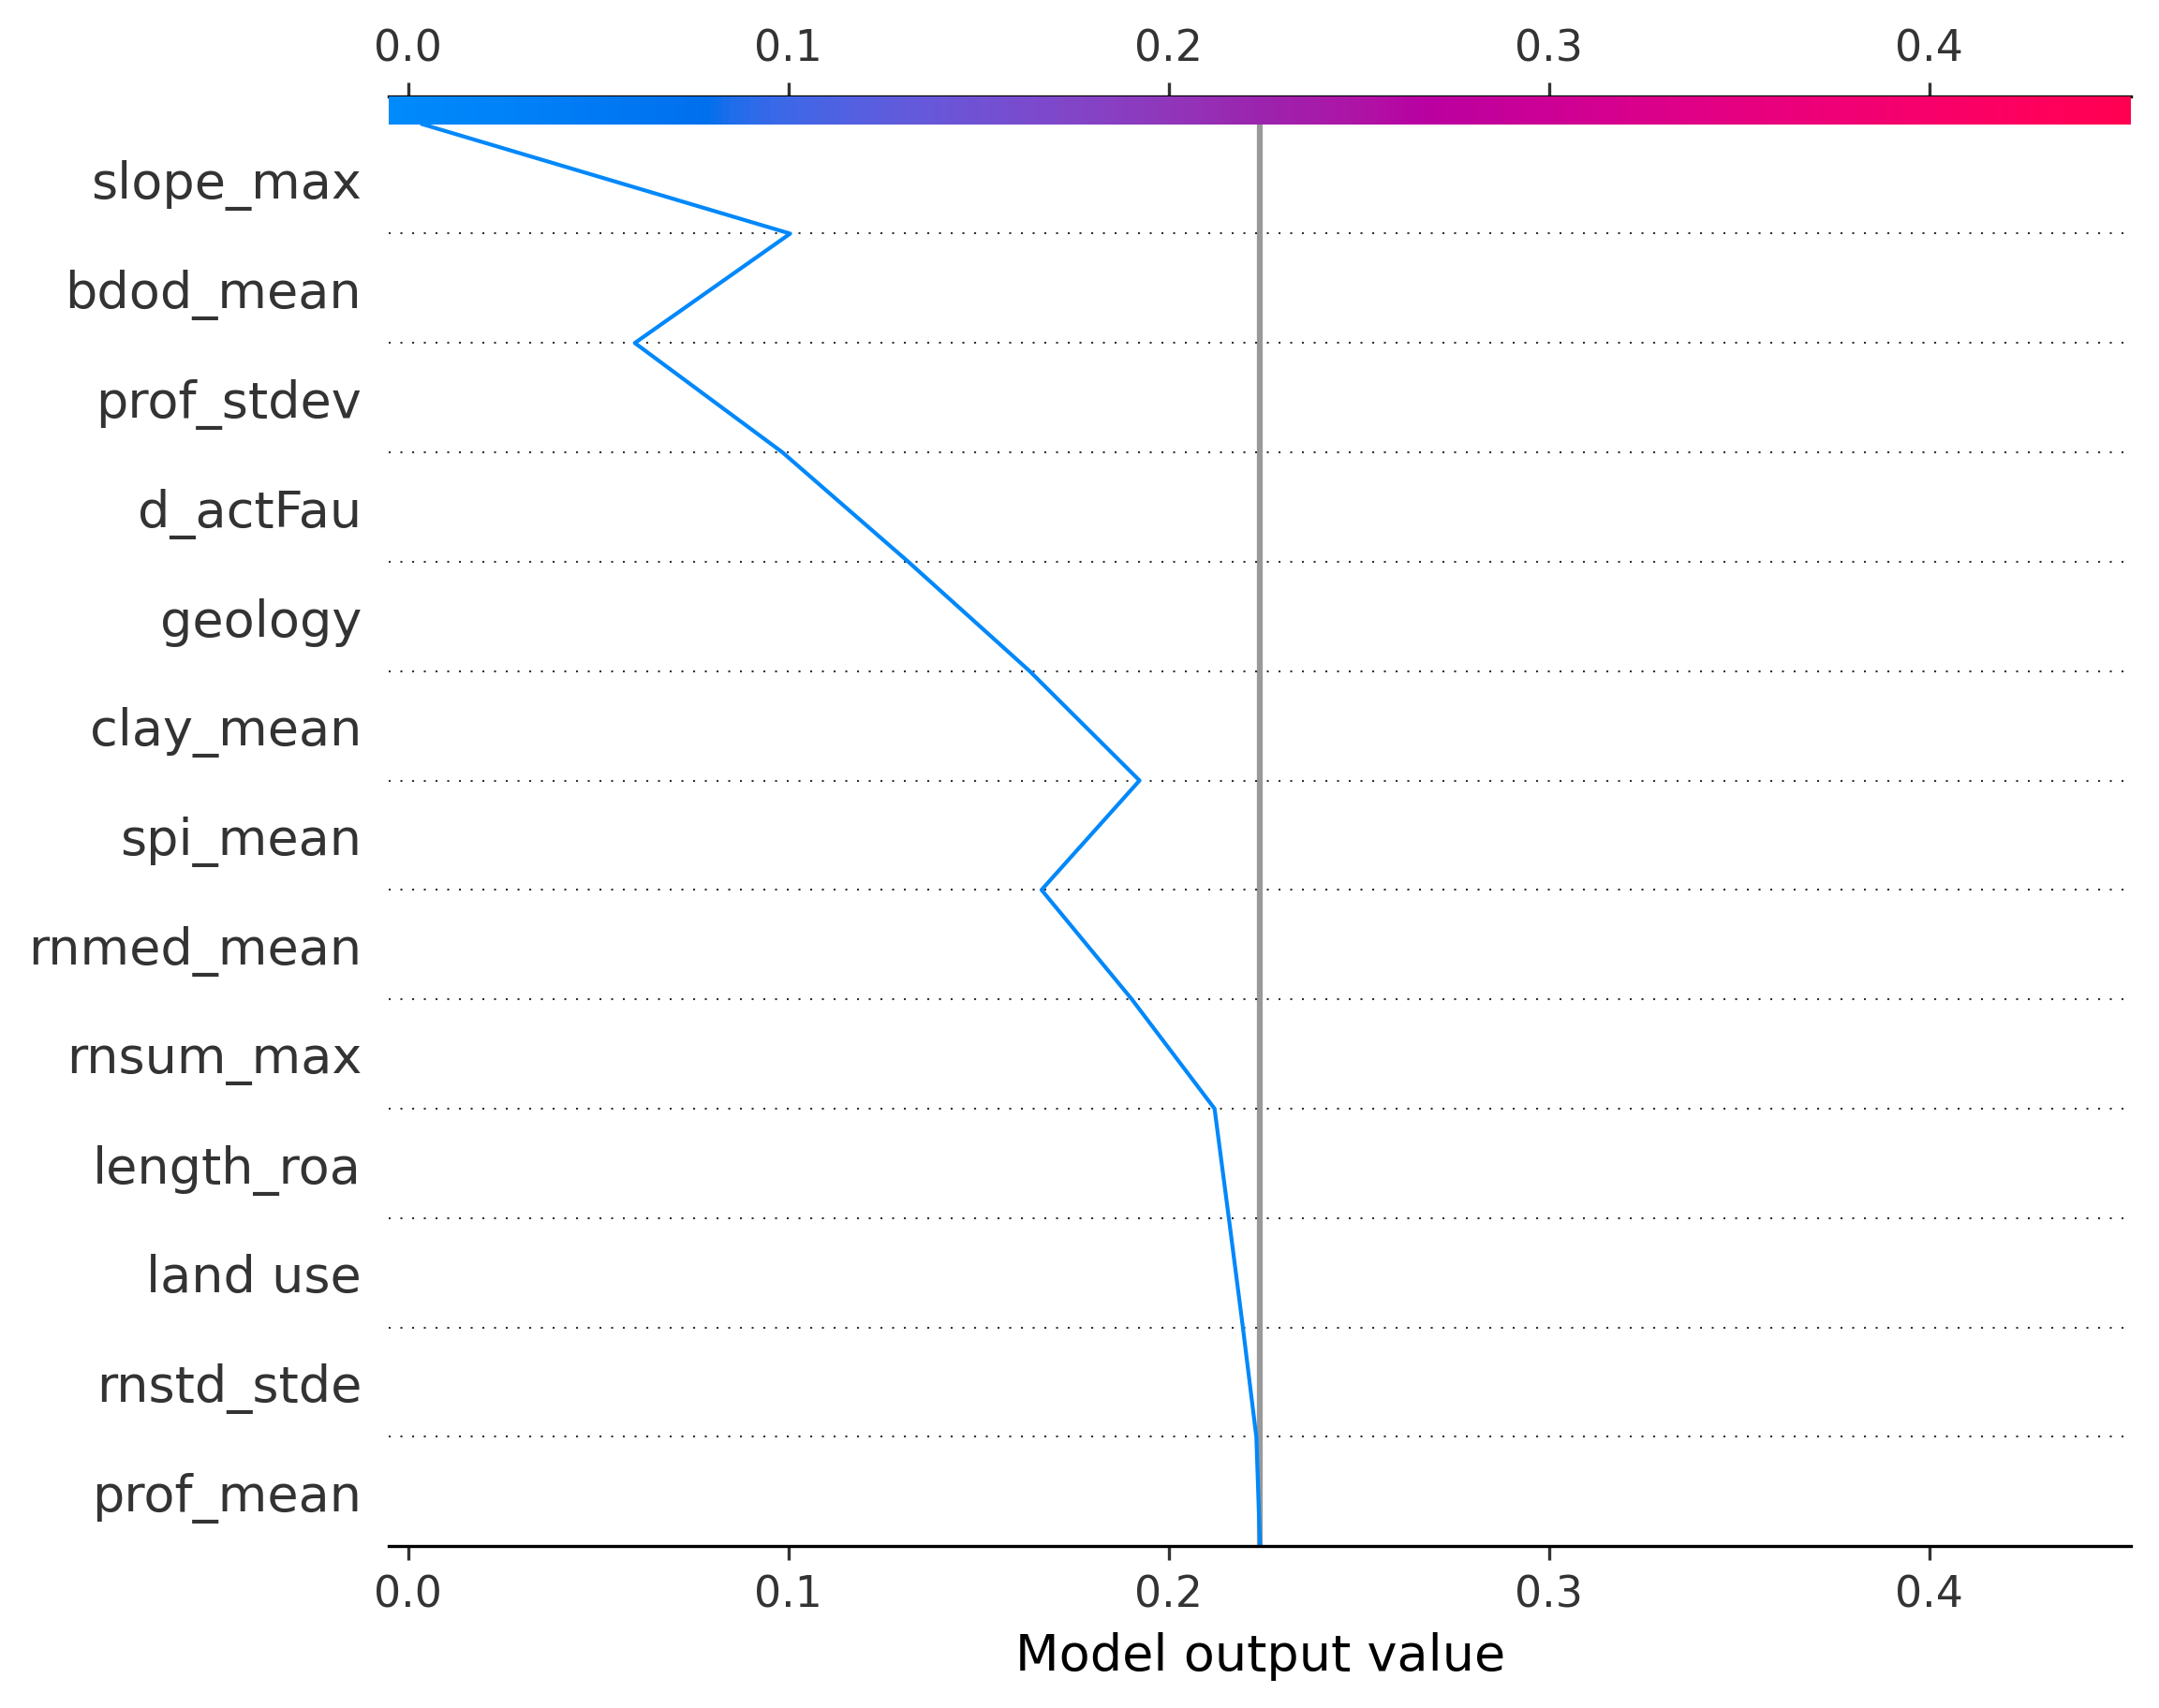 0.0 0.1 0.2 0.3 0.4
slope_max
bdod_mean
prof_stdev
d_actFau
geology
clay_mean
spi_mean
rnmed_mean
rnsum_max
length_roa
land use
rnstd_stde
prof_mean
0.0 0.1 0.2 0.3 0.4
Model output value